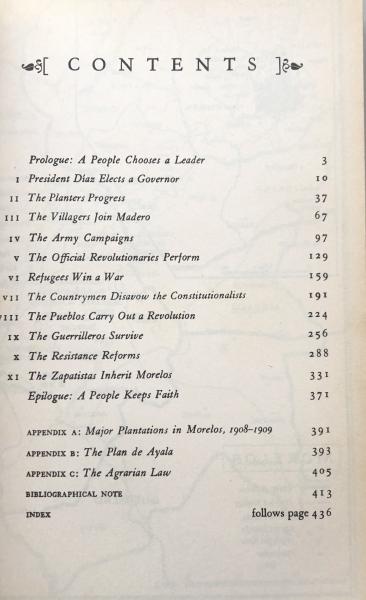 [ CONTENTS ]
Prologue: A People Chooses a Leader 3
I President Díaz Elects a Governor 10
II The Planters Progress 37
III The Villagers Join Madero 67
IV The Army Campaigns 97
V The Official Revolutionaries Perform 129
VI Refugees Win a War 159
VII The Countrymen Disavow the Constitutionalists 191
VIII The Pueblos Carry Out a Revolution 224
IX The Guerrilleros Survive 256
X The Resistance Reforms 288
XI The Zapatistas Inherit Morelos 331
Epilogue: A People Keeps Faith 371
APPENDIX A: Major Plantations in Morelos, 1908-1909 391
APPENDIX B: The Plan de Ayala 393
APPENDIX C: The Agrarian Law 405
BIBLIOGRAPHICAL NOTE 413
INDEX follows page 436